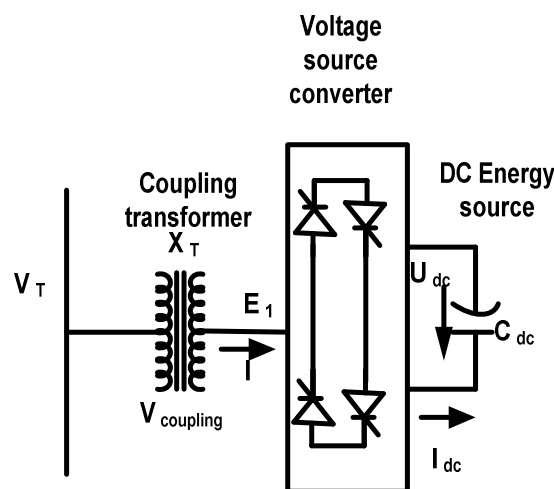 Voltage
source
converter
DC Energy
source
Coupling
transformer
X T
V T
E 1
U dc
C dc
I
V coupling
I dc